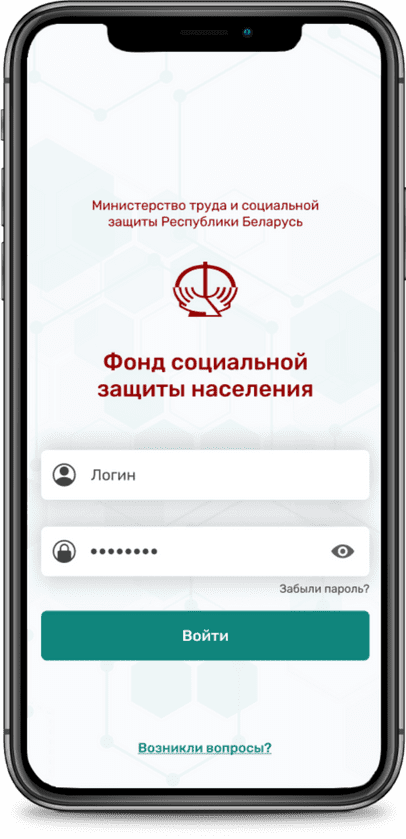 Министерство труда и социальной
защиты Республики Беларусь
Фонд социальной
защиты населения
Логин
••••••••
Забыли пароль?
Войти
Возникли вопросы?